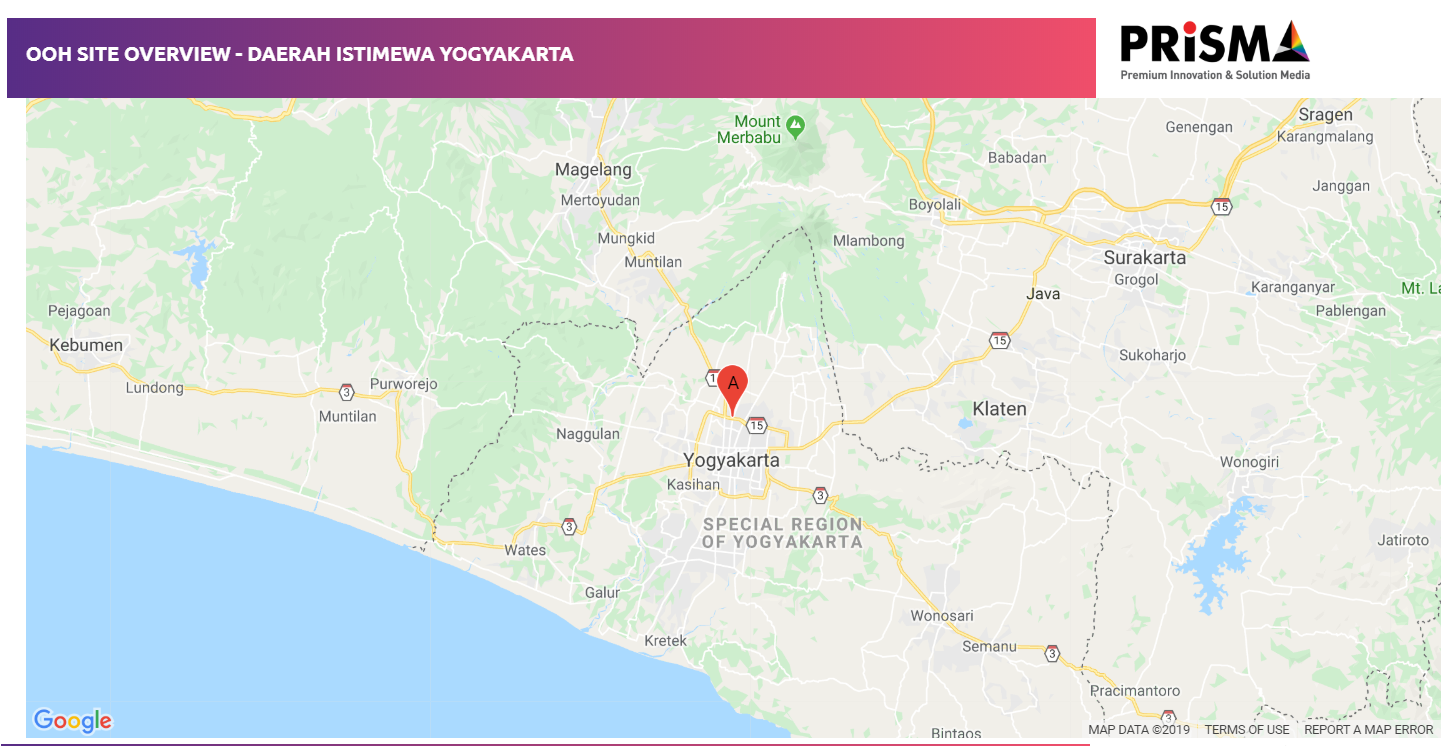 OOH SITE OVERVIEW - DAERAH ISTIMEWA YOGYAKARTA
PRiSMA
Premium Innovation & Solution Media
Mount
Merbabu
Genengan
Sragen
Karangmalang
Babadan
Magelang
Janggan
Mertoyudan
Boyolali
15
Mungkid
Mlambong
Muntilan
Surakarta
Grogol
Java
Karanganyar
Mt. La
Pejagoan
Pablengan
Kebumen
15
Sukoharjo
Lundong
3
Purworejo
A
Muntilan
Klaten
Naggulan
15
Yogyakarta
Wonogiri
Kasihan
3
SPECIAL REGION
OF YOGYAKARTA
3
Wates
Jatiroto
Galur
Wonosari
Kretek
Semanu
3
Pracimantoro
3
Google
Bintaos
MAP DATA ©2019
TERMS OF USE
REPORT A MAP ERROR